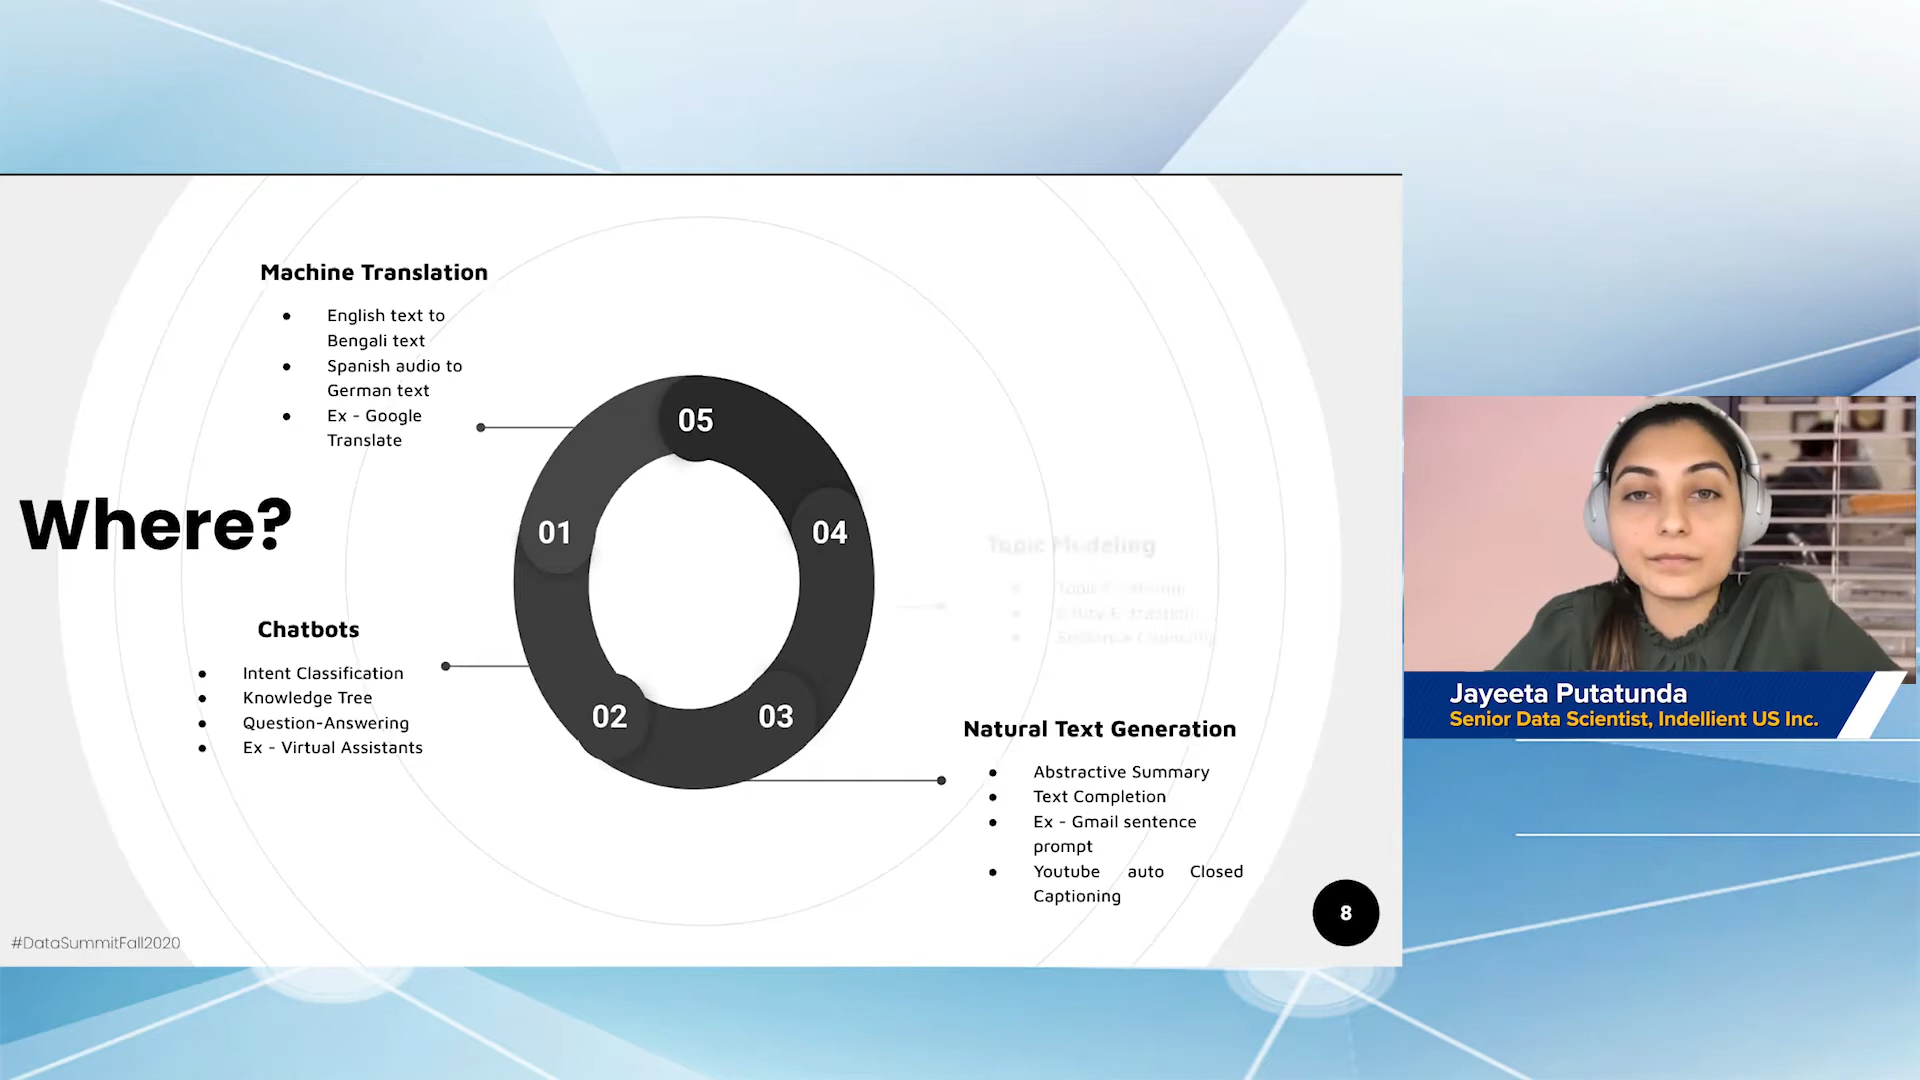 Machine Translation
● English text to
Bengali text
● Spanish audio to
German text
● Ex - Google
Translate
Where?
Chatbots
● Intent Classification
● Knowledge Tree
● Question-Answering
● Ex - Virtual Assistants
05
01
04
02
03
Topic Modeling
Natural Text Generation
● Abstractive Summary
● Text Completion
● Ex - Gmail sentence
prompt
● Youtube auto Closed
Captioning
8
#DataSummitFall2020
Jayeeta Putatunda
Senior Data Scientist, Indellient US Inc.